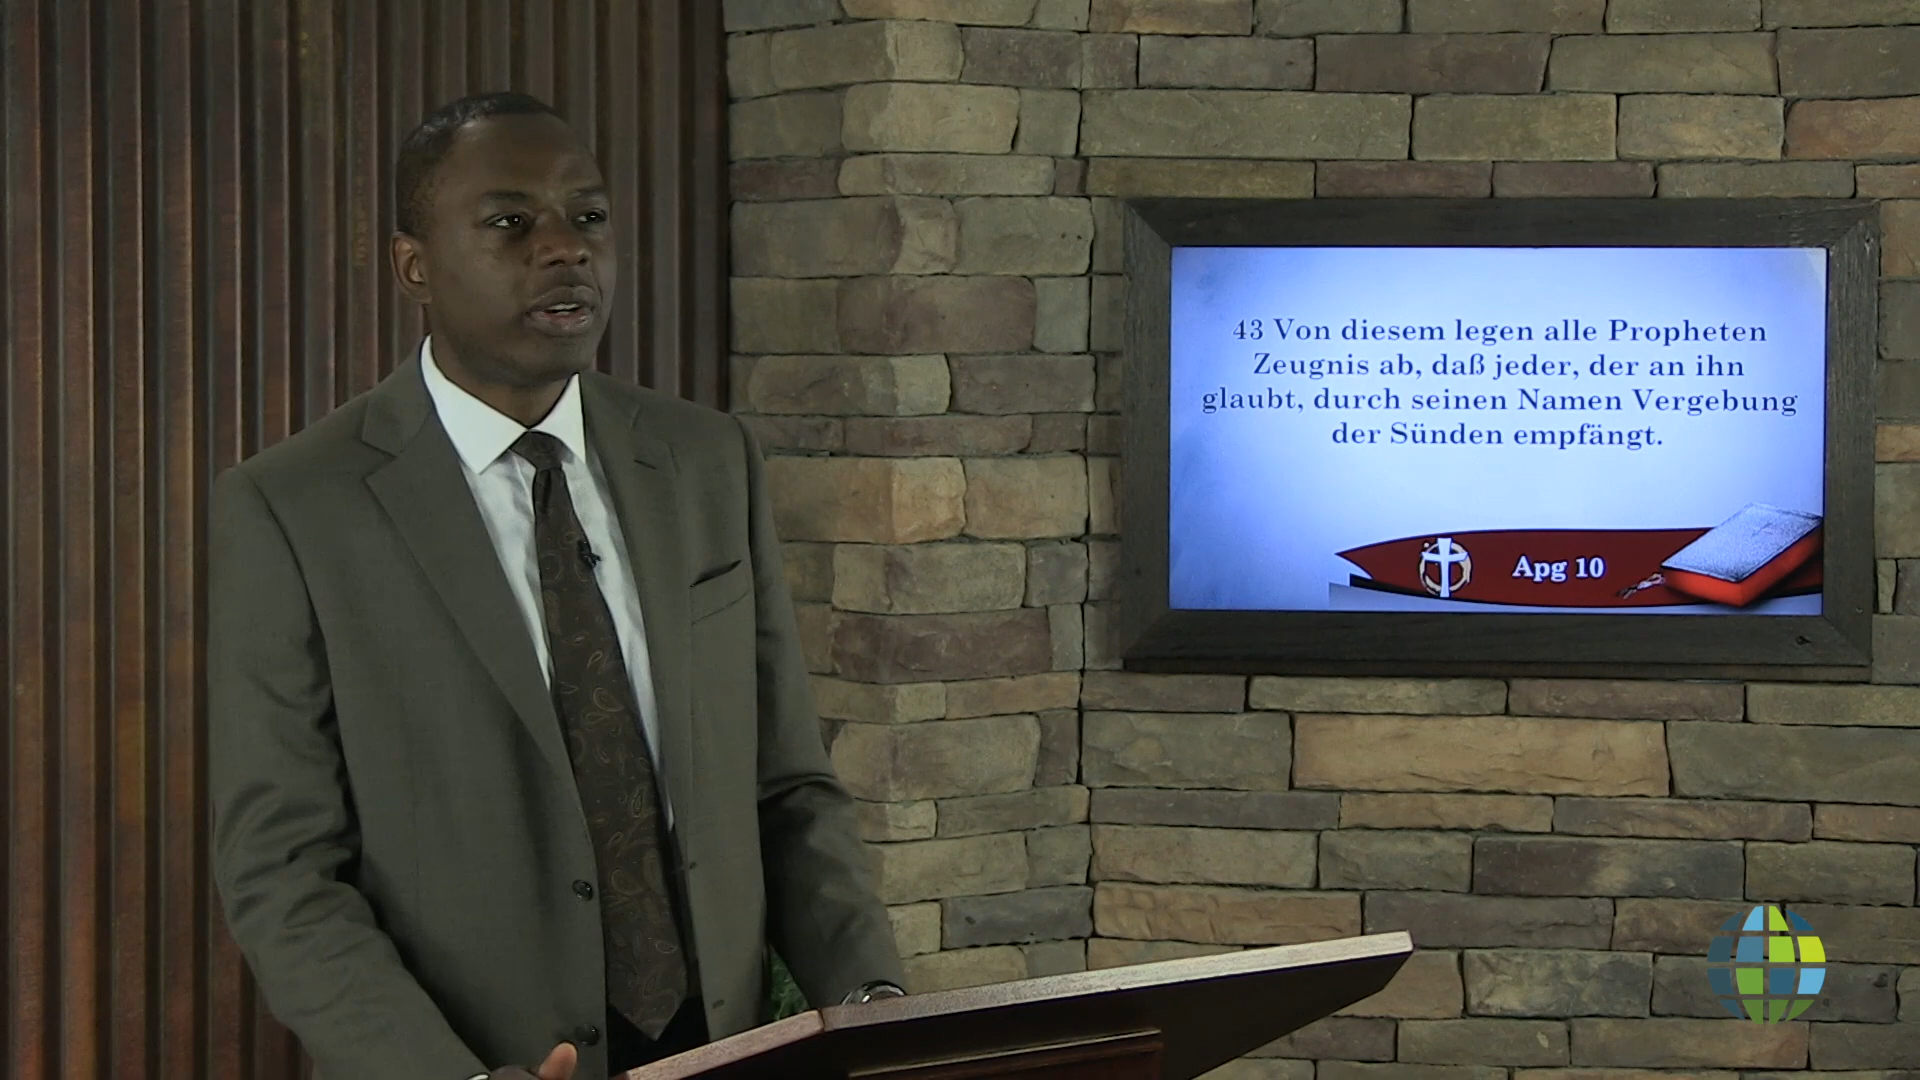 43 Von diesem legen alle Propheten
Zeugnis ab, daß jeder, der an ihn
glaubt, durch seinen Namen Vergebung
der Sünden empfängt.
Apg 10